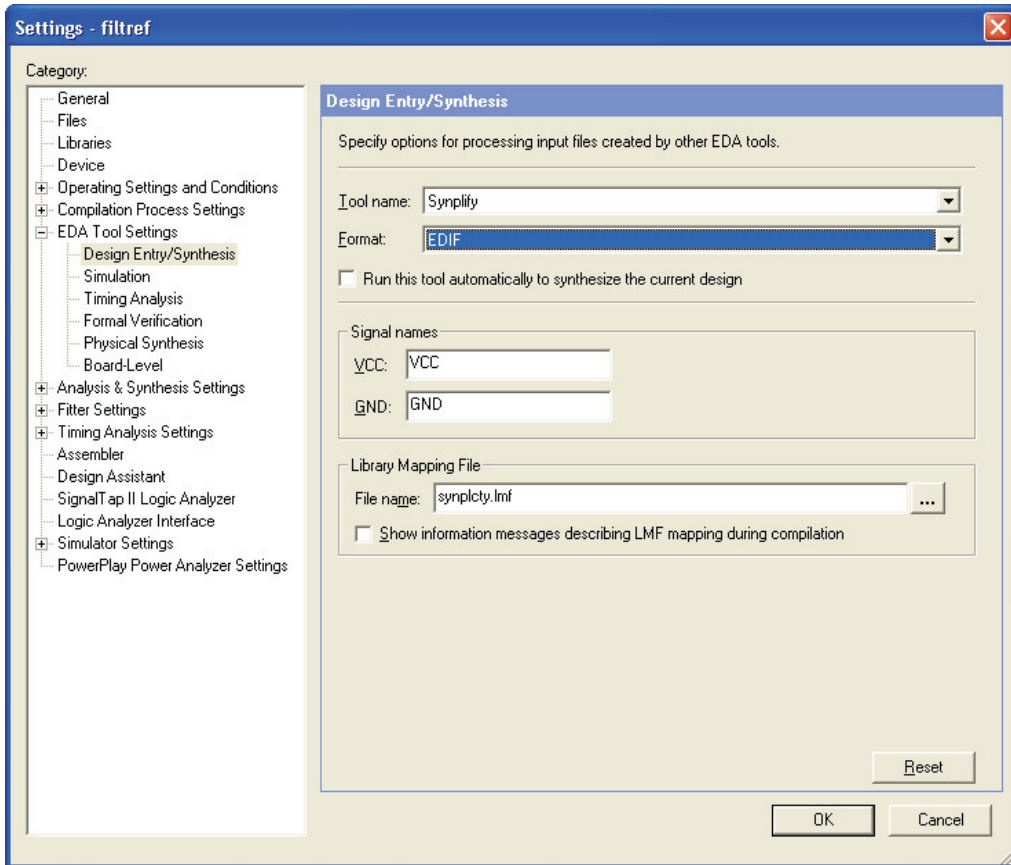 Settings - filtref
Category:
General
Files
Libraries
Device
Operating Settings and Conditions
Compilation Process Settings
EDA Tool Settings
Design Entry/Synthesis
Simulation
Timing Analysis
Formal Verification
Physical Synthesis
Board-Level
Analysis & Synthesis Settings
Fitter Settings
Timing Analysis Settings
Assembler
Design Assistant
SignalTap II Logic Analyzer
Logic Analyzer Interface
Simulator Settings
PowerPlay Power Analyzer Settings
Design Entry/Synthesis
Specify options for processing input files created by other EDA tools.
Tool name: Synplify
Format: EDIF
Run this tool automatically to synthesize the current design
Signal names
VCC: VCC
GND: GND
Library Mapping File
File name: synplcty.lmf ...
Show information messages describing LMF mapping during compilation
Reset
OK Cancel